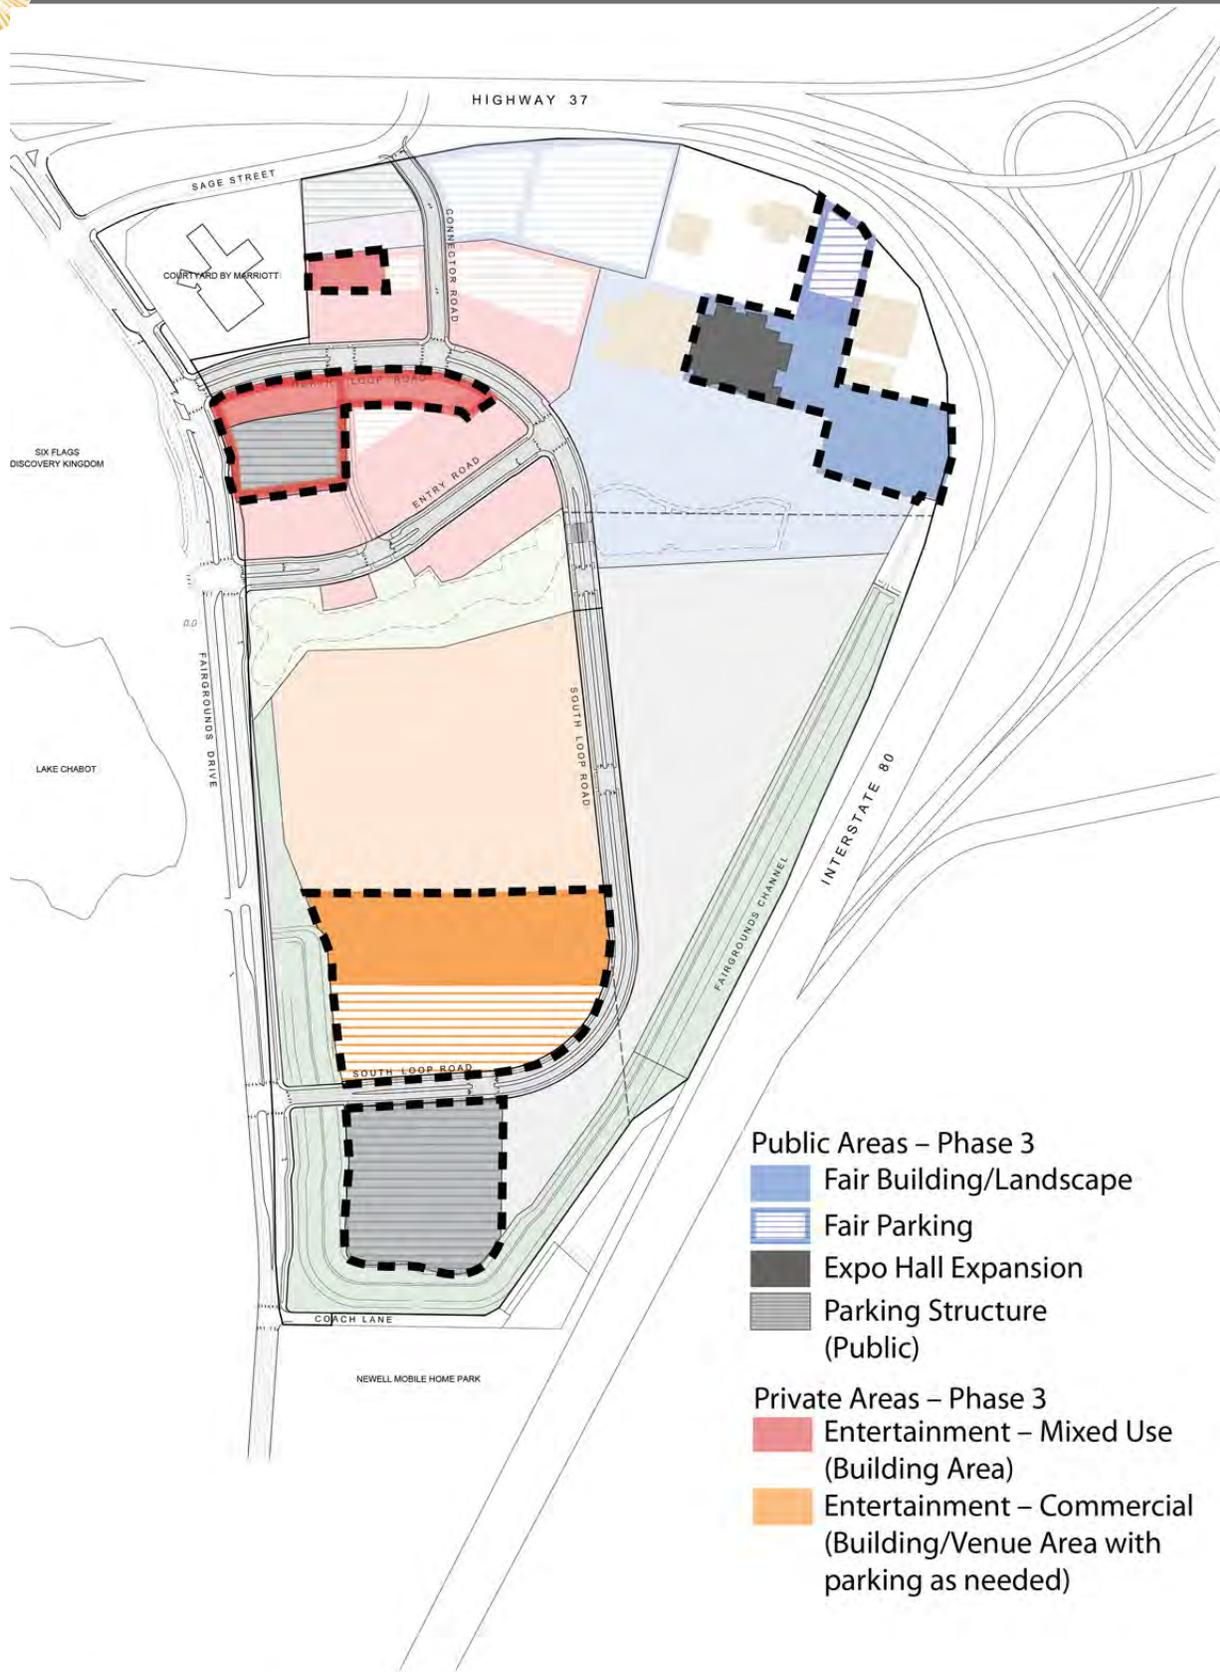 HIGHWAY 37
SAGE STREET
CONNECTOR ROAD
COURTYARD BY MARRIOTT
NORTH LOOP ROAD
SIX FLAGS
DISCOVERY KINGDOM
ENTRY ROAD
FAIRGROUNDS DRIVE
SOUTH LOOP ROAD
LAKE CHABOT
INTERSTATE 80
FAIRGROUNDS CHANNEL
SOUTH LOOP ROAD
COACH LANE
NEWELL MOBILE HOME PARK
Public Areas – Phase 3
Fair Building/Landscape
Fair Parking
Expo Hall Expansion
Parking Structure
(Public)
Private Areas – Phase 3
Entertainment – Mixed Use
(Building Area)
Entertainment – Commercial
(Building/Venue Area with
parking as needed)